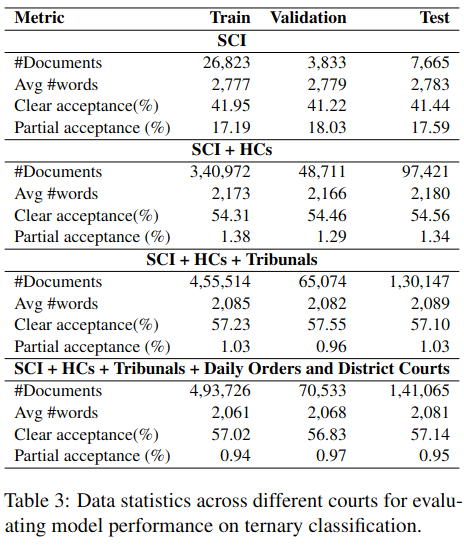 Metric Train Validation Test
SCI
#Documents 26,823 3,833 7,665
Avg #words 2,777 2,779 2,783
Clear acceptance(%) 41.95 41.22 41.44
Partial acceptance (%) 17.19 18.03 17.59
SCI + HCs
#Documents 3,40,972 48,711 97,421
Avg #words 2,173 2,166 2,180
Clear acceptance(%) 54.31 54.46 54.56
Partial acceptance (%) 1.38 1.29 1.34
SCI + HCs + Tribunals
#Documents 4,55,514 65,074 1,30,147
Avg #words 2,085 2,082 2,089
Clear acceptance(%) 57.23 57.55 57.10
Partial acceptance (%) 1.03 0.96 1.03
SCI + HCs + Tribunals + Daily Orders and District Courts
#Documents 4,93,726 70,533 1,41,065
Avg #words 2,061 2,068 2,081
Clear acceptance(%) 57.02 56.83 57.14
Partial acceptance (%) 0.94 0.97 0.95
Table 3: Data statistics across different courts for evalu-
ating model performance on ternary classification.